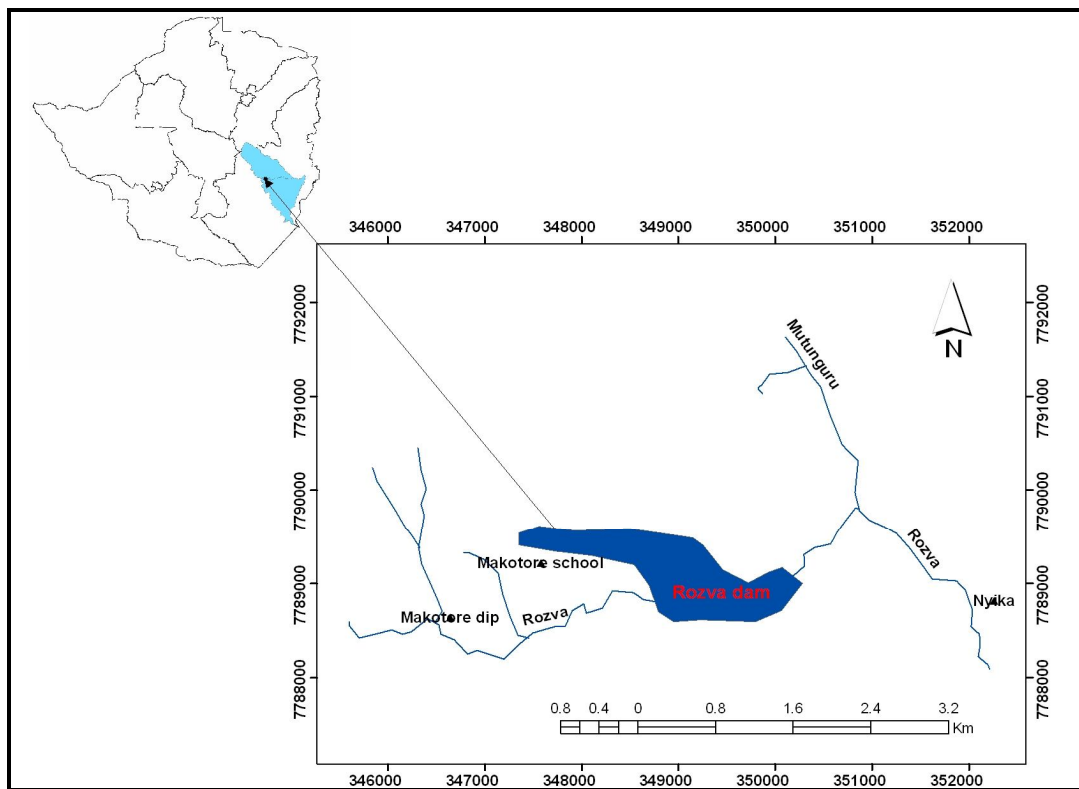 346000 347000 348000 349000 350000 351000 352000
7792000
7791000
7790000
7789000
7788000
7792000
7791000
7790000
7789000
7788000
N
Mutunguru
Rozva
Makotore school
Rozva dam
Nyika
Makotore dip
Rozva
0.8 0.4 0 0.8 1.6 2.4 3.2
Km
346000 347000 348000 349000 350000 351000 352000